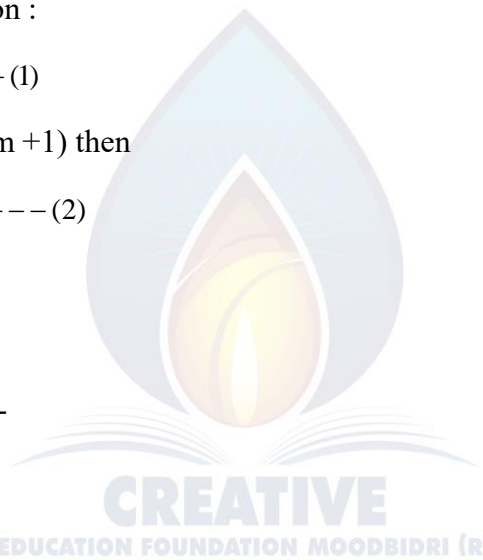 on :
– (1)
m +1) then
– – – (2)
–
CREATIVE
EDUCATION FOUNDATION MOODBIDRI (R